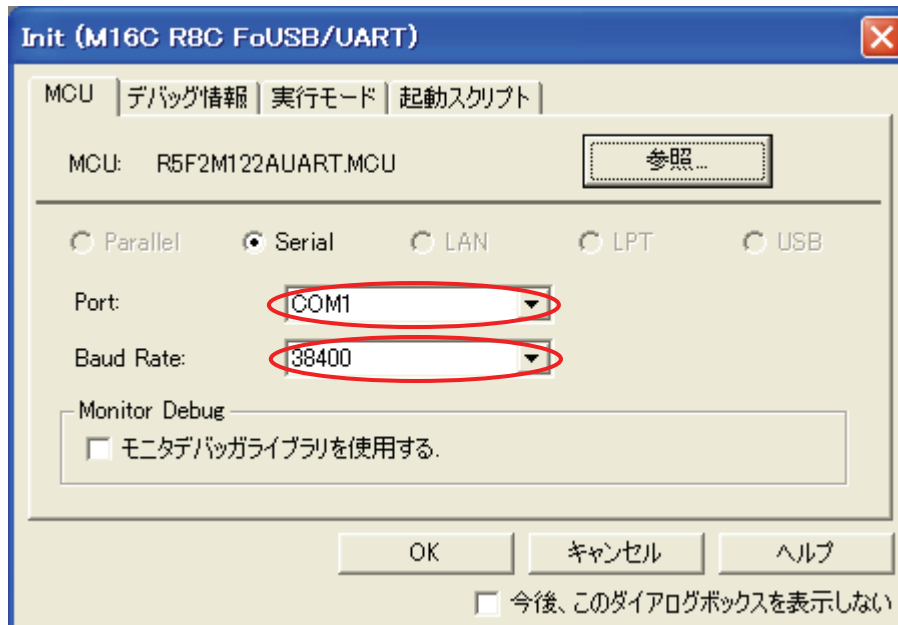 Init (M16C R8C FoUSB/UART)
MCU デバッグ情報 実行モード 起動スクリプト
MCU: R5F2M122AUART.MCU 参照...
Parallel Serial LAN LPT USB
Port: COM1
Baud Rate: 38400
Monitor Debug
モニタデバッガライブラリを使用する.
OK キャンセル ヘルプ
今後、このダイアログボックスを表示しない